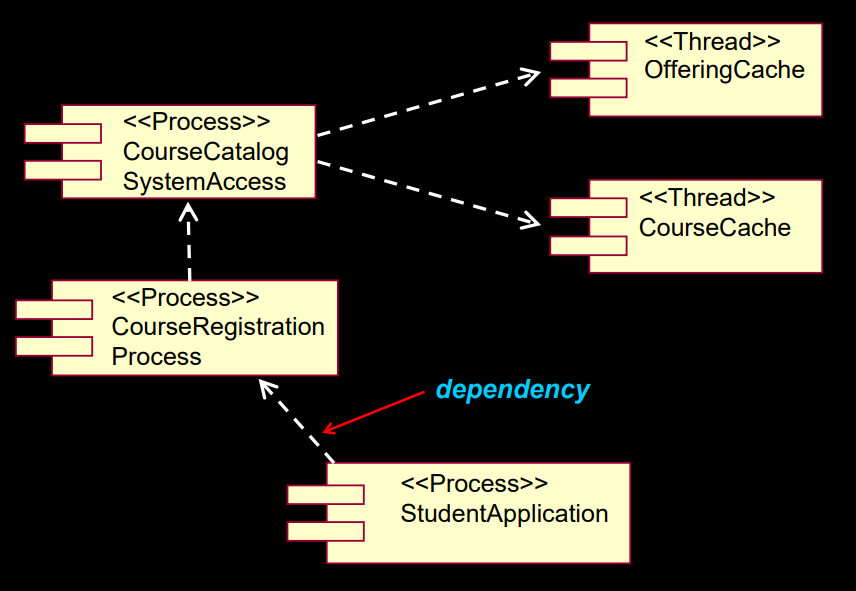 <<Thread>>
OfferingCache
<<Process>>
CourseCatalog
SystemAccess
<<Thread>>
CourseCache
<<Process>>
CourseRegistration
Process
dependency
<<Process>>
StudentApplication